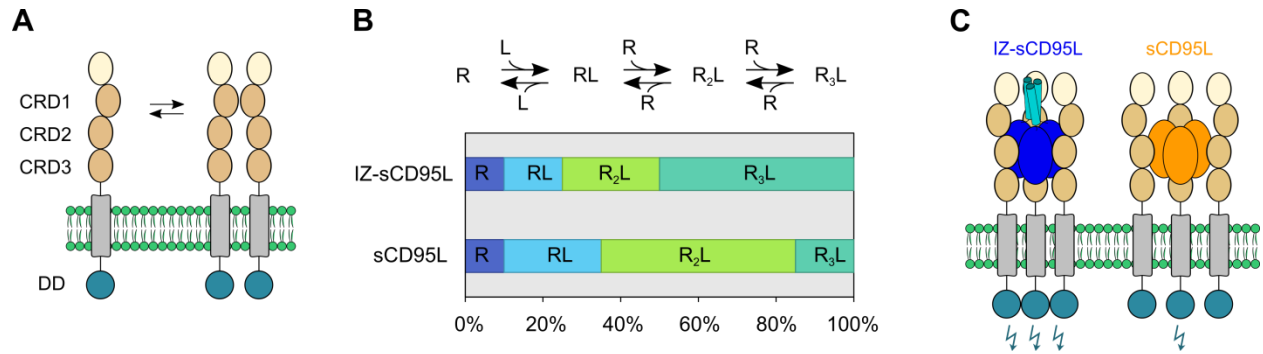 A
CRD1
CRD2
CRD3
DD
B
L R R
R RL R₂L R₃L
L R R
IZ-sCD95L R RL R₂L R₃L
sCD95L R RL R₂L R₃L
0% 20% 40% 60% 80% 100%
C
IZ-sCD95L sCD95L